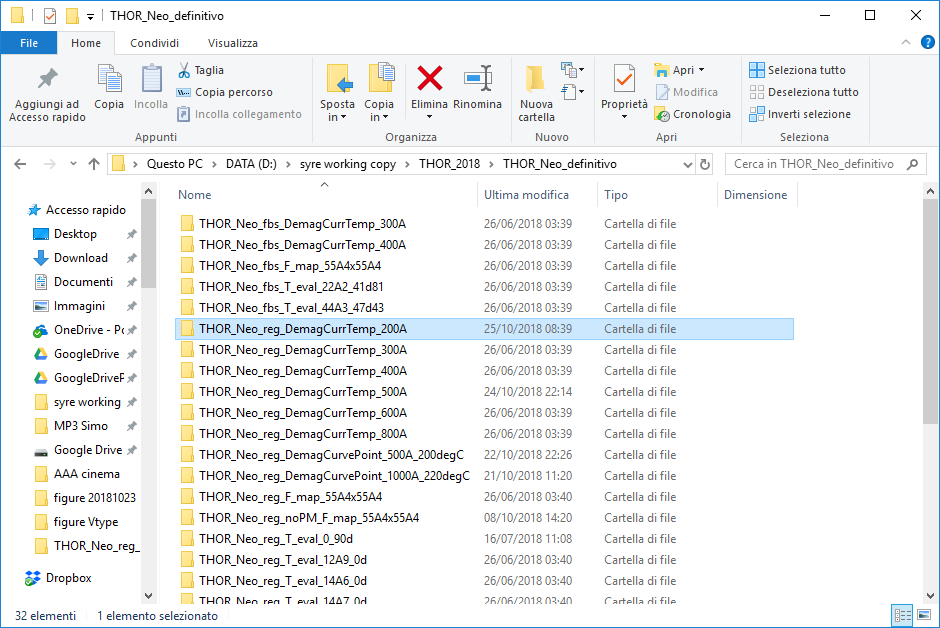 THOR_Neo_definitivo
File Home Condividi Visualizza
Aggiungi ad Accesso rapido
Copia
Incolla
Taglia
Copia percorso
Incolla collegamento
Appunti
Sposta in
Copia in
Elimina
Rinomina
Organizza
Nuova cartella
Nuovo
Proprietà
Apri
Modifica
Cronologia
Apri
Seleziona tutto
Deseleziona tutto
Inverti selezione
Selezione
Questo PC > DATA (D:) > syre working copy > THOR_2018 > THOR_Neo_definitivo
Cerca in THOR_Neo_definitivo
Accesso rapido
Desktop
Download
Documenti
Immagini
OneDrive - Po
GoogleDrive
GoogleDriveP
syre working
MP3 Simo
Google Drive
AAA cinema
figure 20181023
figure Vtype
THOR_Neo_reg_
Dropbox
Nome Ultima modifica Tipo Dimensione
THOR_Neo_fbs_DemagCurrTemp_300A 26/06/2018 03:39 Cartella di file
THOR_Neo_fbs_DemagCurrTemp_400A 26/06/2018 03:39 Cartella di file
THOR_Neo_fbs_F_map_55A4x55A4 26/06/2018 03:39 Cartella di file
THOR_Neo_fbs_T_eval_22A2_41d81 26/06/2018 03:39 Cartella di file
THOR_Neo_fbs_T_eval_44A3_47d43 26/06/2018 03:39 Cartella di file
THOR_Neo_reg_DemagCurrTemp_200A 25/10/2018 08:39 Cartella di file
THOR_Neo_reg_DemagCurrTemp_300A 26/06/2018 03:39 Cartella di file
THOR_Neo_reg_DemagCurrTemp_400A 26/06/2018 03:39 Cartella di file
THOR_Neo_reg_DemagCurrTemp_500A 24/10/2018 22:14 Cartella di file
THOR_Neo_reg_DemagCurrTemp_600A 26/06/2018 03:39 Cartella di file
THOR_Neo_reg_DemagCurrTemp_800A 26/06/2018 03:39 Cartella di file
THOR_Neo_reg_DemagCurvePoint_500A_200degC 22/10/2018 22:26 Cartella di file
THOR_Neo_reg_DemagCurvePoint_1000A_220degC 21/10/2018 11:20 Cartella di file
THOR_Neo_reg_F_map_55A4x55A4 26/06/2018 03:40 Cartella di file
THOR_Neo_reg_noPM_F_map_55A4x55A4 08/10/2018 14:20 Cartella di file
THOR_Neo_reg_T_eval_0_90d 16/07/2018 11:08 Cartella di file
THOR_Neo_reg_T_eval_12A9_0d 26/06/2018 03:40 Cartella di file
THOR_Neo_reg_T_eval_14A6_0d 26/06/2018 03:40 Cartella di file
THOR_Neo_reg_T_eval_14A7_0d 26/06/2018 03:40 Cartella di file
32 elementi 1 elemento selezionato